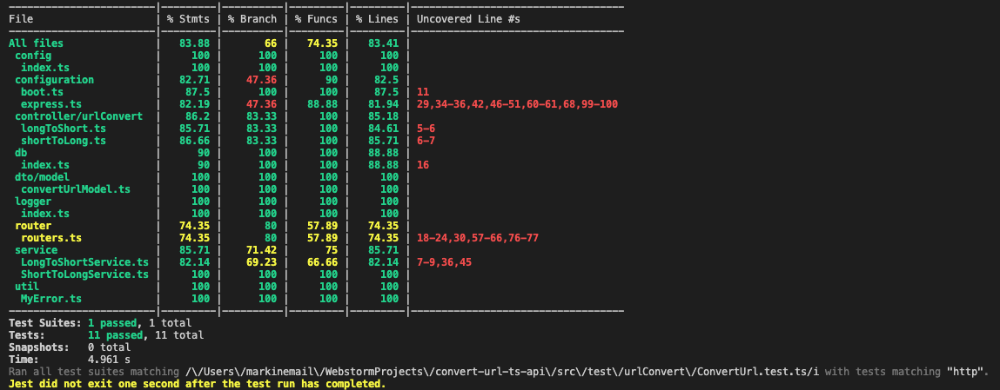 File | % Stmts | % Branch | % Funcs | % Lines | Uncovered Line #s
All files | 83.88 | 66 | 74.35 | 83.41 |
config | 100 | 100 | 100 | 100 |
index.ts | 100 | 100 | 100 | 100 |
configuration | 82.71 | 47.36 | 90 | 82.5 |
boot.ts | 87.5 | 100 | 100 | 87.5 | 11
express.ts | 82.19 | 47.36 | 88.88 | 81.94 | 29,34-36,42,46-51,60-61,68,99-100
controller/urlConvert | 86.2 | 83.33 | 100 | 85.18 |
longToShort.ts | 85.71 | 83.33 | 100 | 84.61 | 5-6
shortToLong.ts | 86.66 | 83.33 | 100 | 85.71 | 6-7
db | 90 | 100 | 100 | 88.88 |
index.ts | 90 | 100 | 100 | 88.88 | 16
dto/model | 100 | 100 | 100 | 100 |
convertUrlModel.ts | 100 | 100 | 100 | 100 |
logger | 100 | 100 | 100 | 100 |
index.ts | 100 | 100 | 100 | 100 |
router | 74.35 | 80 | 57.89 | 74.35 |
routers.ts | 74.35 | 80 | 57.89 | 74.35 | 18-24,30,57-66,76-77
service | 85.71 | 71.42 | 75 | 85.71 |
LongToShortService.ts | 82.14 | 69.23 | 66.66 | 82.14 | 7-9,36,45
ShortToLongService.ts | 100 | 100 | 100 | 100 |
util | 100 | 100 | 100 | 100 |
MyError.ts | 100 | 100 | 100 | 100 |
Test Suites: 1 passed, 1 total
Tests: 11 passed, 11 total
Snapshots: 0 total
Time: 4.961 s
Ran all test suites matching /\/Users\/markinemail\/WebstormProjects\/convert-url-ts-api\/src\/test\/urlConvert\/ConvertUrl.test.ts/i with tests matching "http".
Jest did not exit one second after the test run has completed.